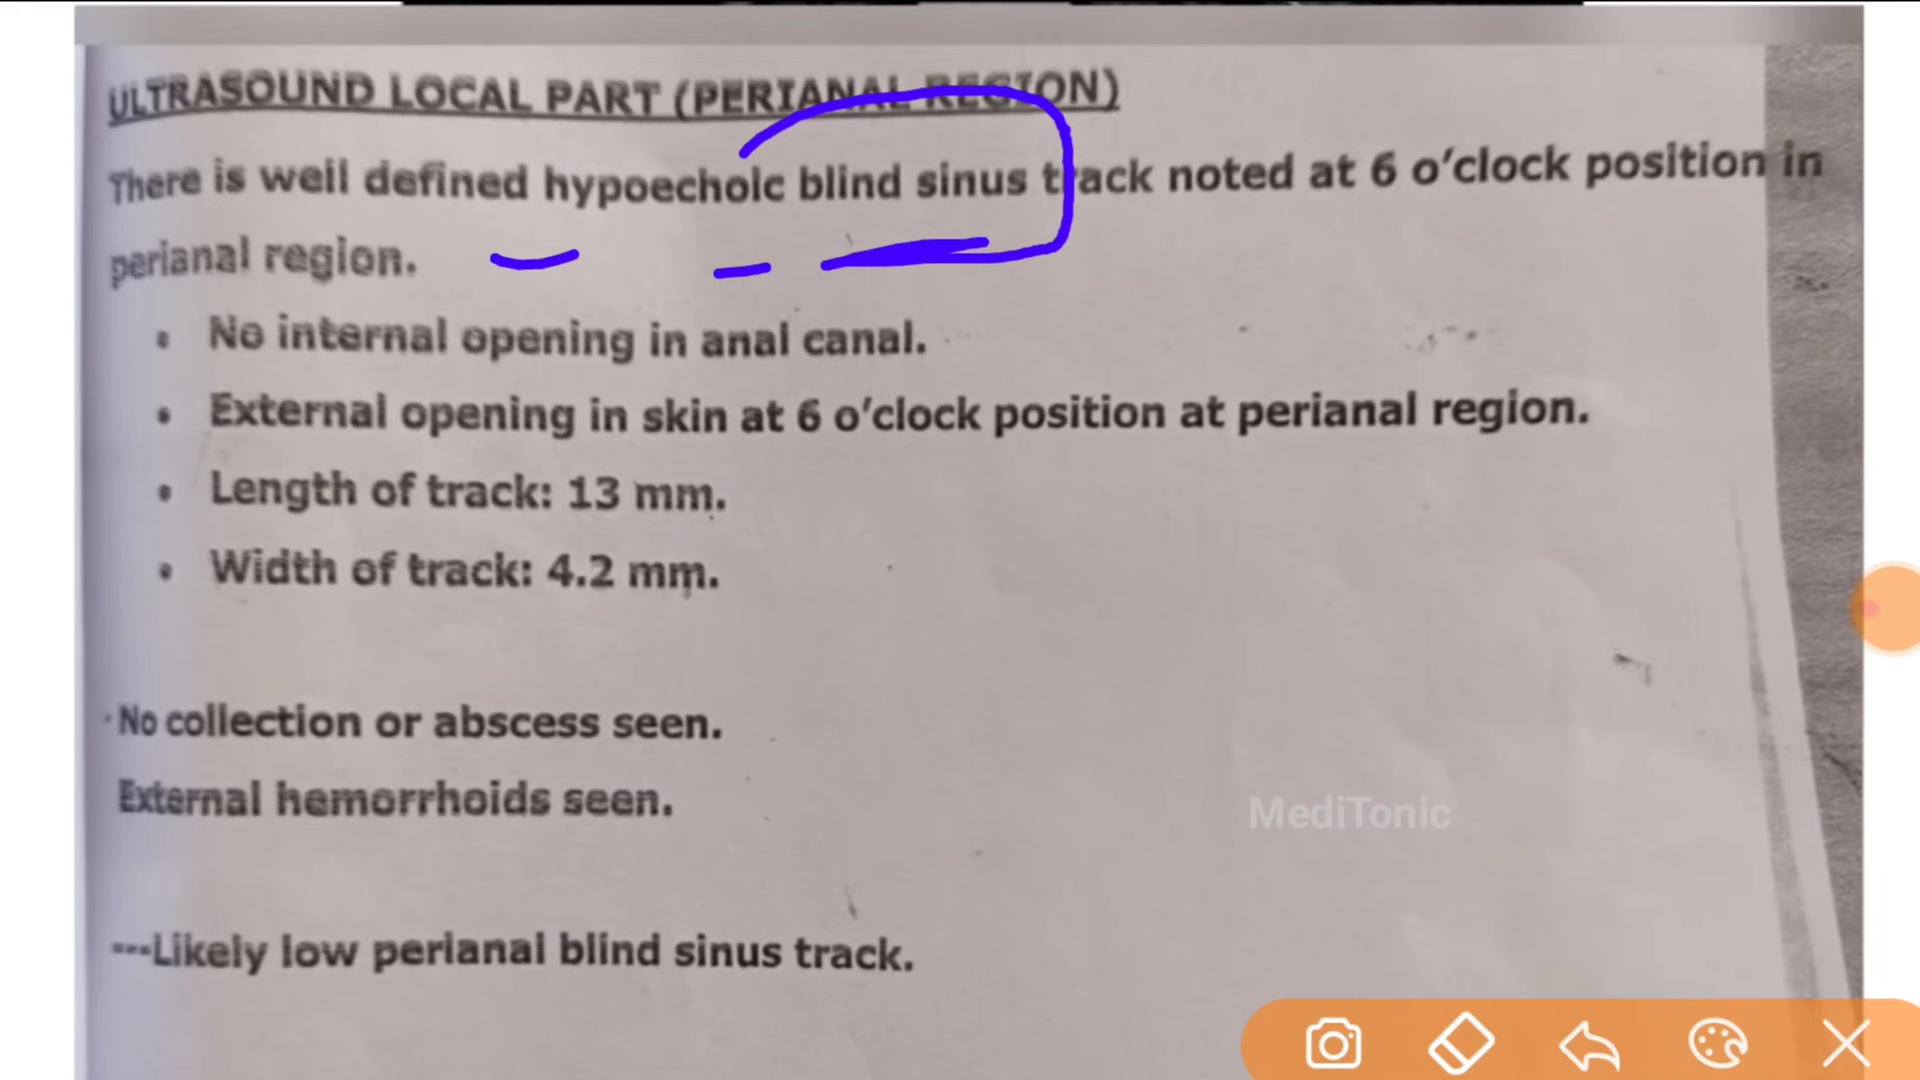 ULTRASOUND LOCAL PART (PERIANAL REGION)
There is well defined hypoechoic blind sinus track noted at 6 o'clock position in
perianal region.
• No internal opening in anal canal.
• External opening in skin at 6 o'clock position at perianal region.
• Length of track: 13 mm.
• Width of track: 4.2 mm.
No collection or abscess seen.
External hemorrhoids seen.
MediTonic
---Likely low perianal blind sinus track.